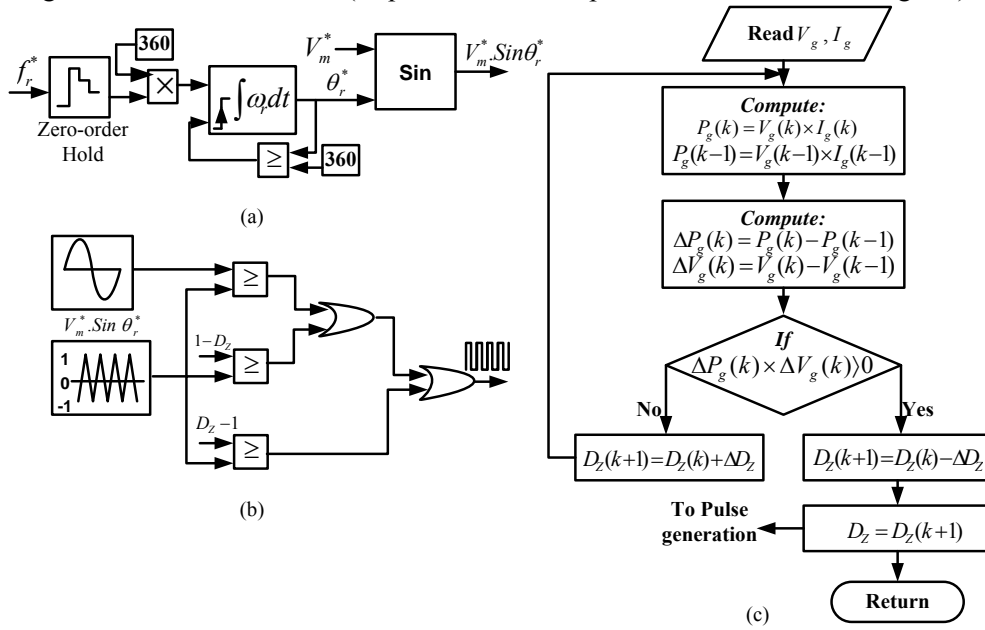 360
f_r^*
Zero-order
Hold
×
∫ω_r dt
θ_r^*
≥
360
V_m^*
Sin
V_m^*.Sinθ_r^*
(a)
V_m^*.Sin θ_r^*
1
0
-1
≥
1−D_Z
≥
D_Z −1
≥
(b)
Read V_g , I_g
Compute:
P_g(k)=V_g(k)×I_g(k)
P_g(k−1)=V_g(k−1)×I_g(k−1)
Compute:
ΔP_g(k)=P_g(k)−P_g(k−1)
ΔV_g(k)=V_g(k)−V_g(k−1)
If
ΔP_g(k)×ΔV_g(k)⟩0
No
Yes
D_Z(k+1)=D_Z(k)+ΔD_Z
D_Z(k+1)=D_Z(k)−ΔD_Z
To Pulse
generation
D_Z=D_Z(k+1)
Return
(c)